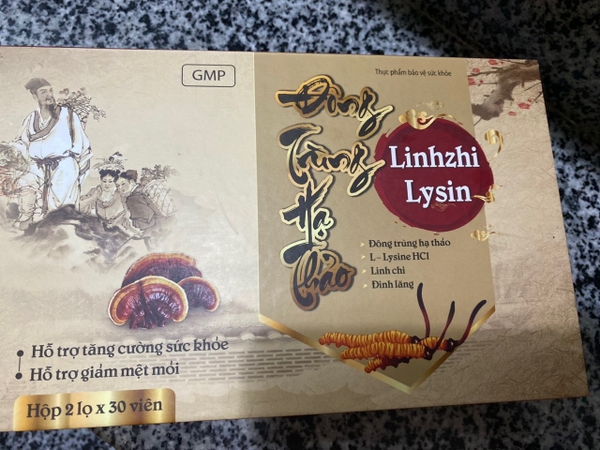 GMP
Thực phẩm bảo vệ sức khỏe
Đông
Trùng
Hạ
Thảo
Linhzhi
Lysin
Đông trùng hạ thảo
L - Lysine HCl
Linh chi
Đinh lăng
Hỗ trợ tăng cường sức khỏe
Hỗ trợ giảm mệt mỏi
Hộp 2 lọ x 30 viên